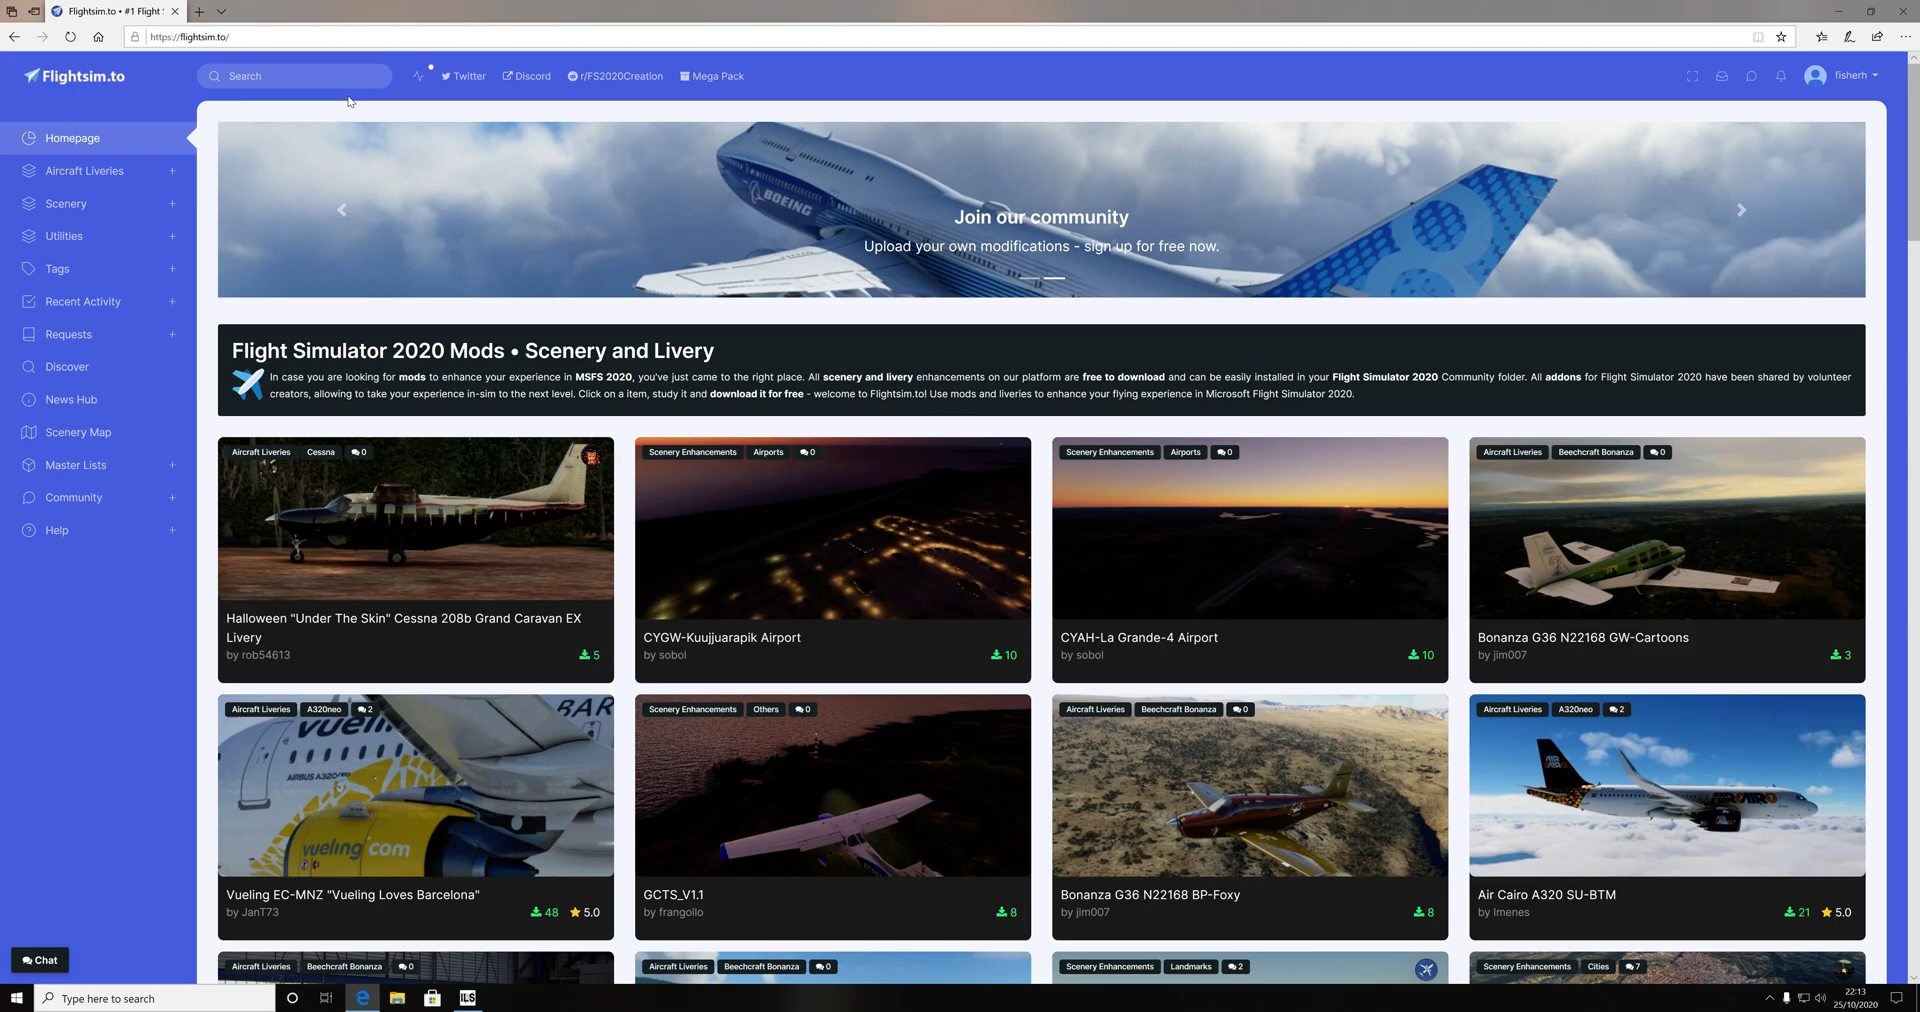 Flightsim.to • #1 Flight
https://flightsim.to/
Flightsim.to
Search
Twitter
Discord
r/FS2020Creation
Mega Pack
fisherh
Homepage
Aircraft Liveries +
Scenery +
Utilities +
Tags +
Recent Activity +
Requests +
Discover
News Hub
Scenery Map
Master Lists +
Community +
Help +
BOEING
Join our community
Upload your own modifications - sign up for free now.
Flight Simulator 2020 Mods • Scenery and Livery
In case you are looking for mods to enhance your experience in MSFS 2020, you've just came to the right place. All scenery and livery enhancements on our platform are free to download and can be easily installed in your Flight Simulator 2020 Community folder. All addons for Flight Simulator 2020 have been shared by volunteer
creators, allowing to take your experience in-sim to the next level. Click on a item, study it and download it for free - welcome to Flightsim.to! Use mods and liveries to enhance your flying experience in Microsoft Flight Simulator 2020.
Aircraft Liveries Cessna 0
Halloween "Under The Skin" Cessna 208b Grand Caravan EX
Livery
by rob54613 5
Scenery Enhancements Airports 0
CYGW-Kuujjuarapik Airport
by sobol 10
Scenery Enhancements Airports 0
CYAH-La Grande-4 Airport
by sobol 10
Aircraft Liveries Beechcraft Bonanza 0
Bonanza G36 N22168 GW-Cartoons
by jim007 3
Aircraft Liveries A320neo 2
vueling
BAR
AIRBUS A320neo
vueling.com
Vueling EC-MNZ "Vueling Loves Barcelona"
by JanT73 48 5.0
Scenery Enhancements Others 0
GCTS_V1.1
by frangollo 8
Aircraft Liveries Beechcraft Bonanza 0
Bonanza G36 N22168 BP-Foxy
by jim007 8
Aircraft Liveries A320neo 2
AIR CAIRO
Air Cairo A320 SU-BTM
by lmenes 21 5.0
Aircraft Liveries Beechcraft Bonanza 0
Aircraft Liveries Beechcraft Bonanza 0
Scenery Enhancements Landmarks 2
Scenery Enhancements Cities 7
Chat
Type here to search
ILS
22:13
25/10/2020